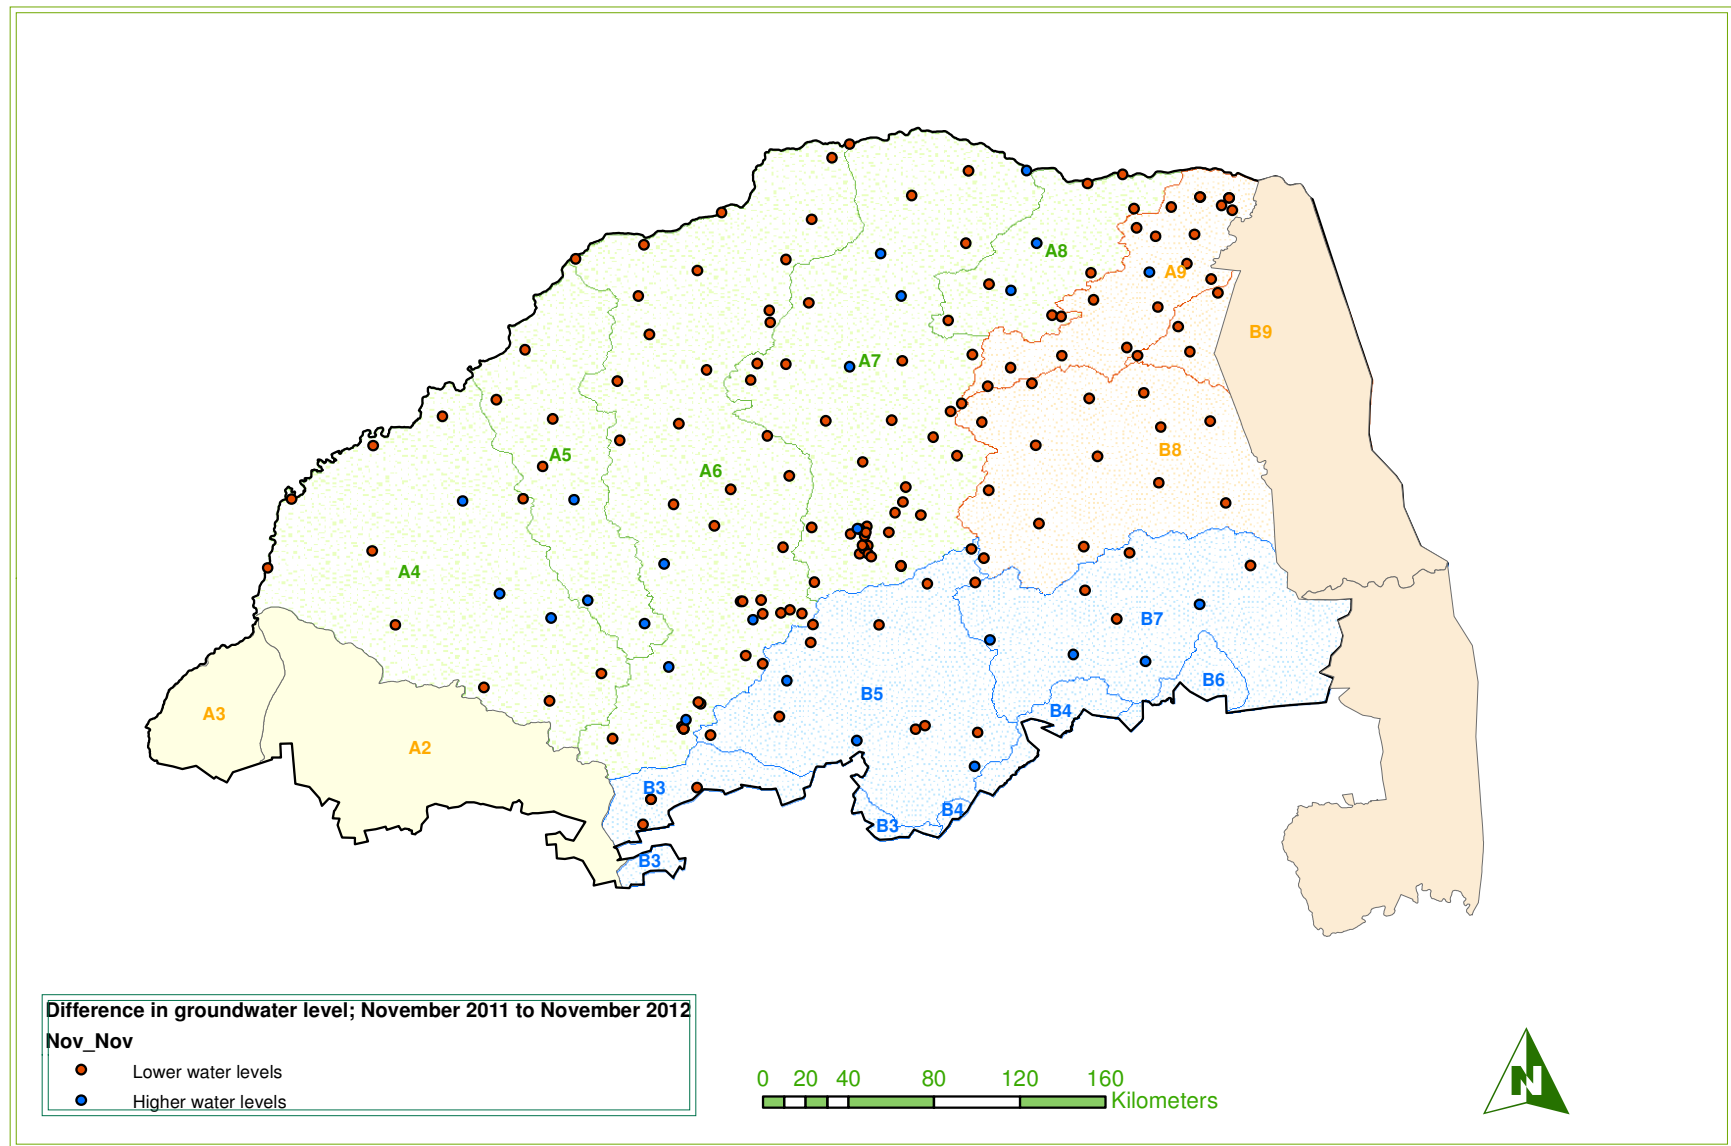 A8
A9
B9
A7
A5
B8
A6
A4
B7
B6
B5
A3
B4
A2
B3
B4
B3
B3
Difference in groundwater level; November 2011 to November 2012
Nov_Nov
Lower water levels
Higher water levels
0 20 40 80 120 160
Kilometers
N